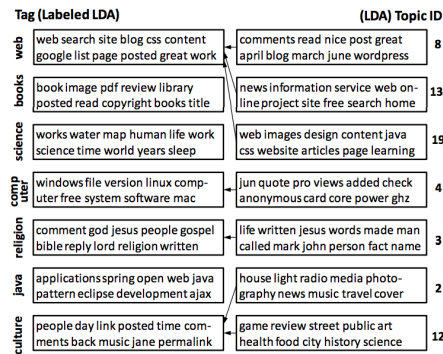 Tag (Labeled LDA)
(LDA) Topic ID
web
web search site blog css content
google list page posted great work
comments read nice post great
april blog march june wordpress
8
books
book image pdf review library
posted read copyright books title
news information service web on-
line project site free search home
13
science
works water map human life work
science time world years sleep
web images design content java
css website articles page learning
19
comp
uter
windows file version linux comp-
uter free system software mac
jun quote pro views added check
anonymous card core power ghz
4
religion
comment god jesus people gospel
bible reply lord religion written
life written jesus words made man
called mark john person fact name
3
java
applications spring open web java
pattern eclipse development ajax
house light radio media photo-
graphy news music travel cover
2
culture
people day link posted time com-
ments back music jane permalink
game review street public art
health food city history science
12